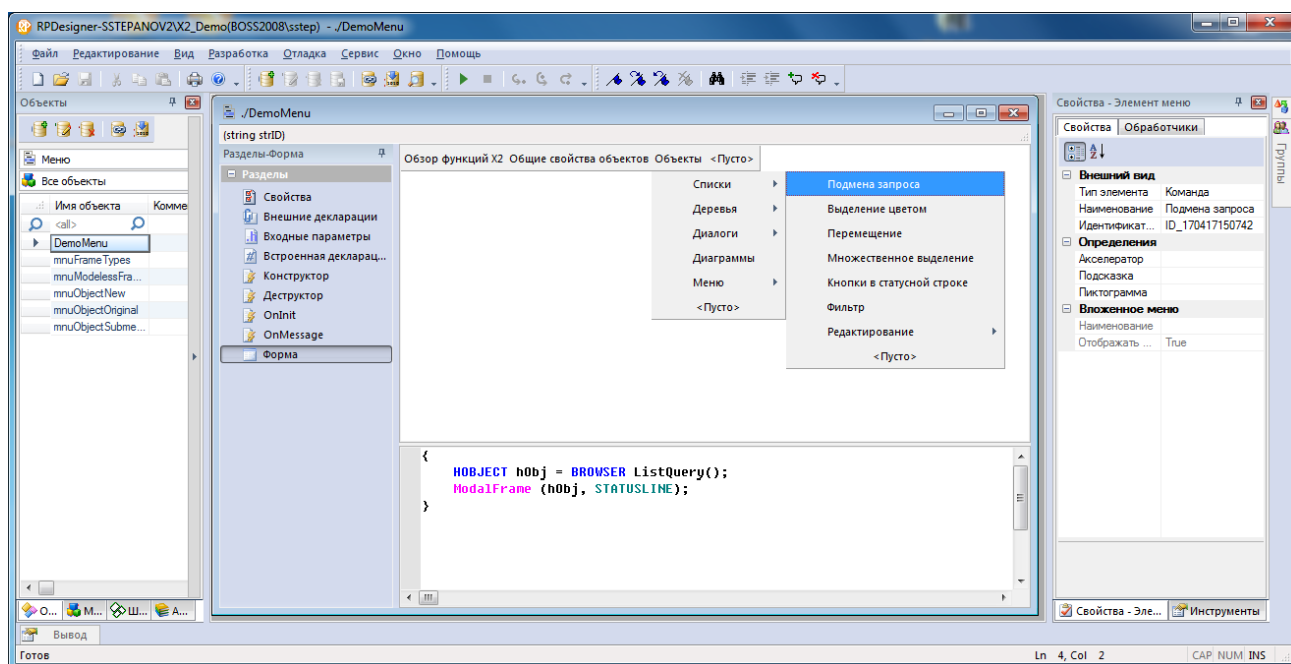 RPDesigner-SSTEPANOV2\X2_Demo(BOSS2008\sstep) - ./DemoMenu
Файл Редактирование Вид Разработка Отладка Сервис Окно Помощь
Объекты
Меню
Все объекты
Имя объекта Комме
<all>
DemoMenu
mnuFrameTypes
mnuModelessFra...
mnuObjectNew
mnuObjectOriginal
mnuObjectSubme...
О... М... Ш... А...
./DemoMenu
(string strID)
Разделы-Форма
Разделы
Свойства
Внешние декларации
Входные параметры
Встроенная декларац...
Конструктор
Деструктор
OnInit
OnMessage
Форма
Обзор функций X2 Общие свойства объектов Объекты <Пусто>
Списки
Деревья
Диалоги
Диаграммы
Меню
<Пусто>
Подмена запроса
Выделение цветом
Перемещение
Множественное выделение
Кнопки в статусной строке
Фильтр
Редактирование
<Пусто>
{
HOBJECT hObj = BROWSER ListQuery();
ModalFrame (hObj, STATUSLINE);
}
Свойства - Элемент меню
Свойства Обработчики
Внешний вид
Тип элемента Команда
Наименование Подмена запроса
Идентификат... ID_170417150742
Определения
Акселератор
Подсказка
Пиктограмма
Вложенное меню
Наименование
Отображать ... True
Свойства - Эле... Инструменты
Группы
Вывод
Готов Ln 4, Col 2 CAP NUM INS